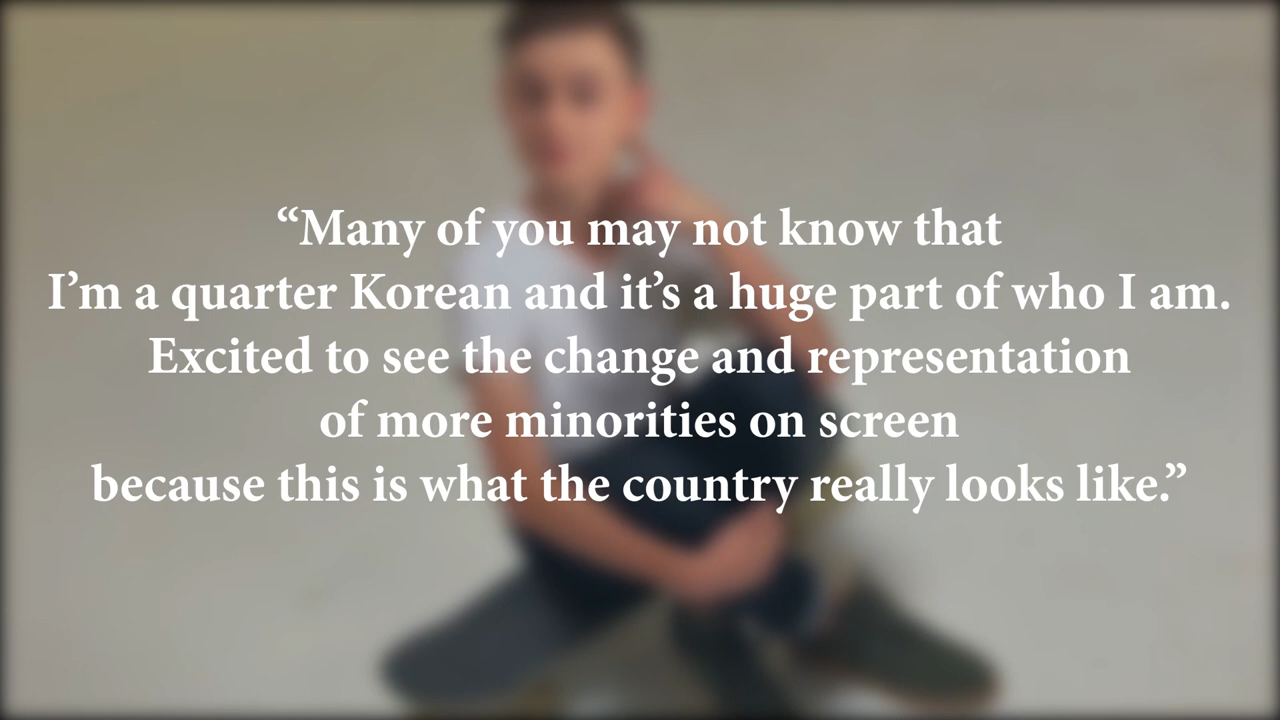 “Many of you may not know that
I’m a quarter Korean and it’s a huge part of who I am.
Excited to see the change and representation
of more minorities on screen
because this is what the country really looks like.”